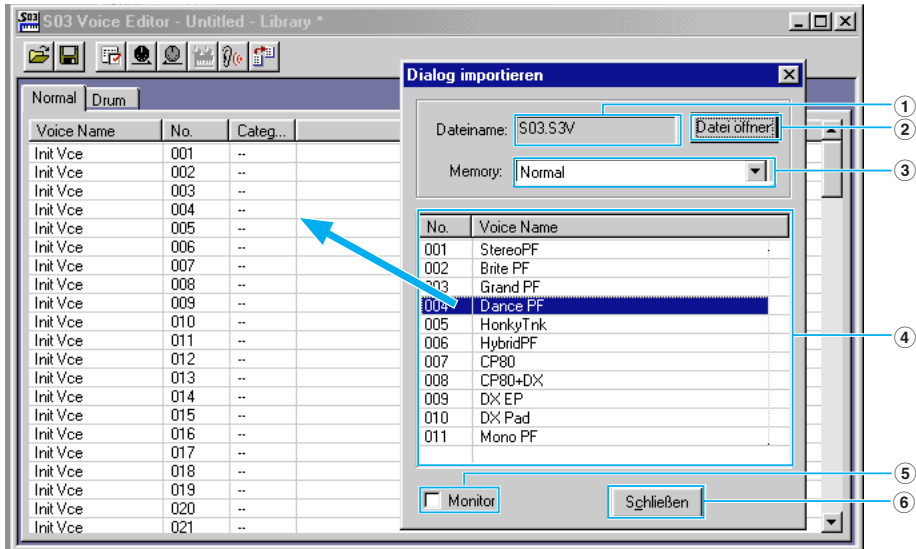 S03 Voice Editor - Untitled - Library *
Normal Drum
Voice Name No. Categ...
Init Vce 001 --
Init Vce 002 --
Init Vce 003 --
Init Vce 004 --
Init Vce 005 --
Init Vce 006 --
Init Vce 007 --
Init Vce 008 --
Init Vce 009 --
Init Vce 010 --
Init Vce 011 --
Init Vce 012 --
Init Vce 013 --
Init Vce 014 --
Init Vce 015 --
Init Vce 016 --
Init Vce 017 --
Init Vce 018 --
Init Vce 019 --
Init Vce 020 --
Init Vce 021 --
Dialog importieren
Dateiname: S03.S3V Datei öffnen
Memory: Normal
No. Voice Name
001 StereoPF
002 Brite PF
003 Grand PF
004 Dance PF
005 HonkyTnk
006 HybridPF
007 CP80
008 CP80+DX
009 DX EP
010 DX Pad
011 Mono PF
Monitor Schließen
1
2
3
4
5
6